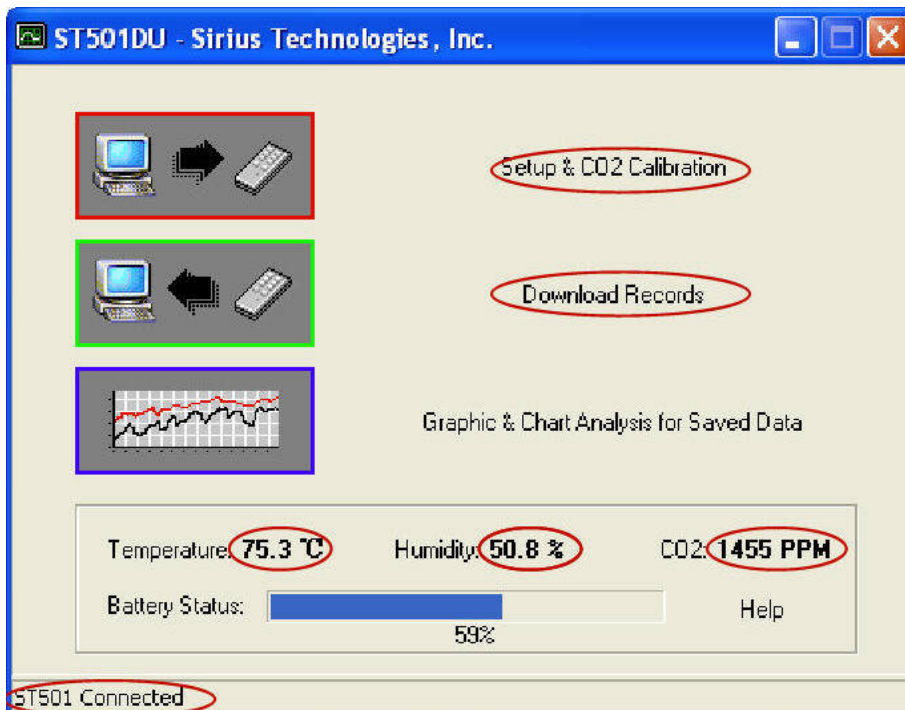 ST501DU - Sirius Technologies, Inc.
Setup & CO2 Calibration
Download Records
Graphic & Chart Analysis for Saved Data
Temperature: 75.3 ℃ Humidity: 50.8 % CO2: 1455 PPM
Battery Status: Help
59%
ST501 Connected